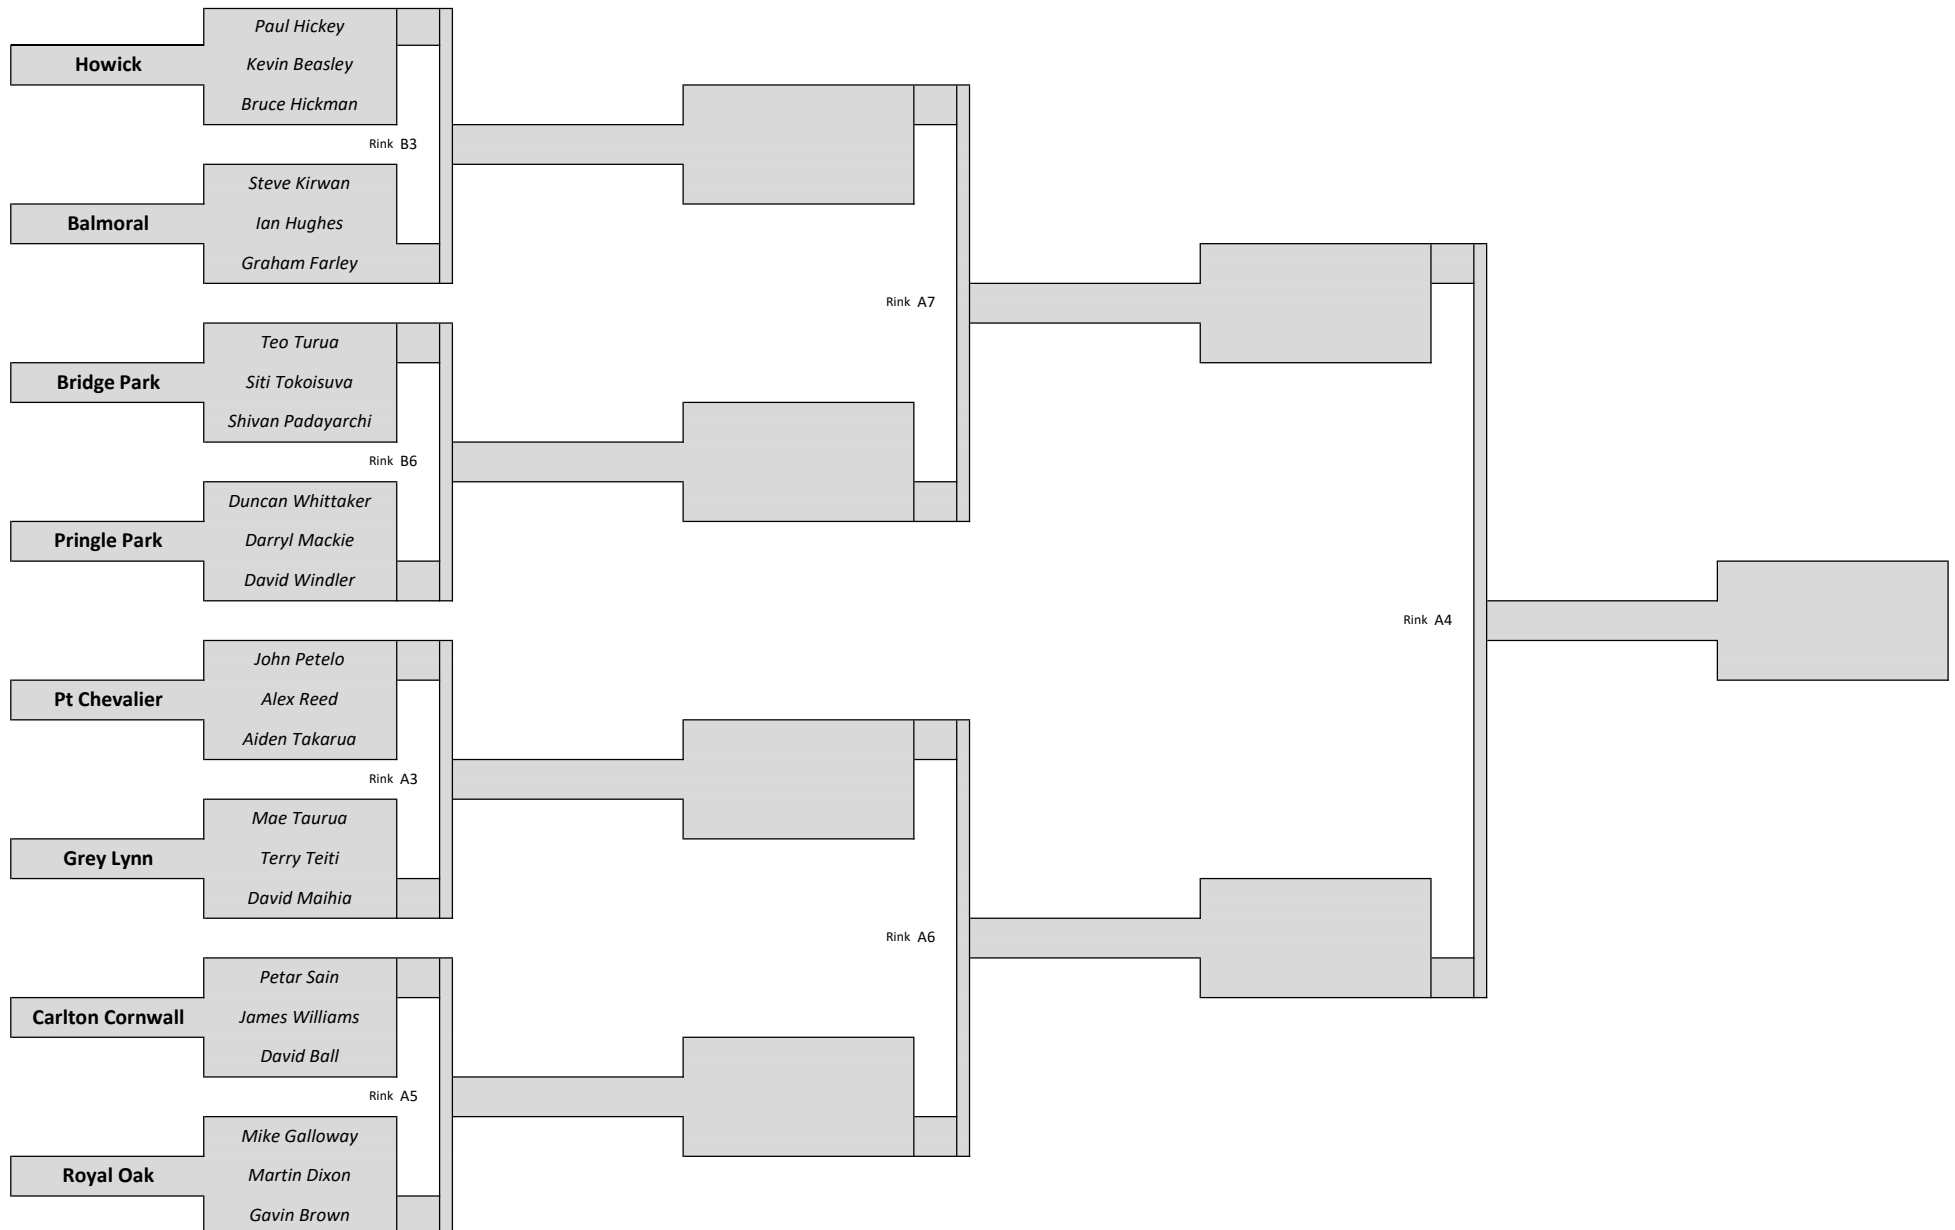 Paul Hickey
Howick Kevin Beasley
Bruce Hickman
Rink B3
Steve Kirwan
Balmoral Ian Hughes
Graham Farley
Rink A7
Teo Turua
Bridge Park Siti Tokoisuva
Shivan Padayarchi
Rink B6
Duncan Whittaker
Pringle Park Darryl Mackie
David Windler
Rink A4
John Petelo
Pt Chevalier Alex Reed
Aiden Takarua
Rink A3
Mae Taurua
Grey Lynn Terry Teiti
David Maihia
Rink A6
Petar Sain
Carlton Cornwall James Williams
David Ball
Rink A5
Mike Galloway
Royal Oak Martin Dixon
Gavin Brown